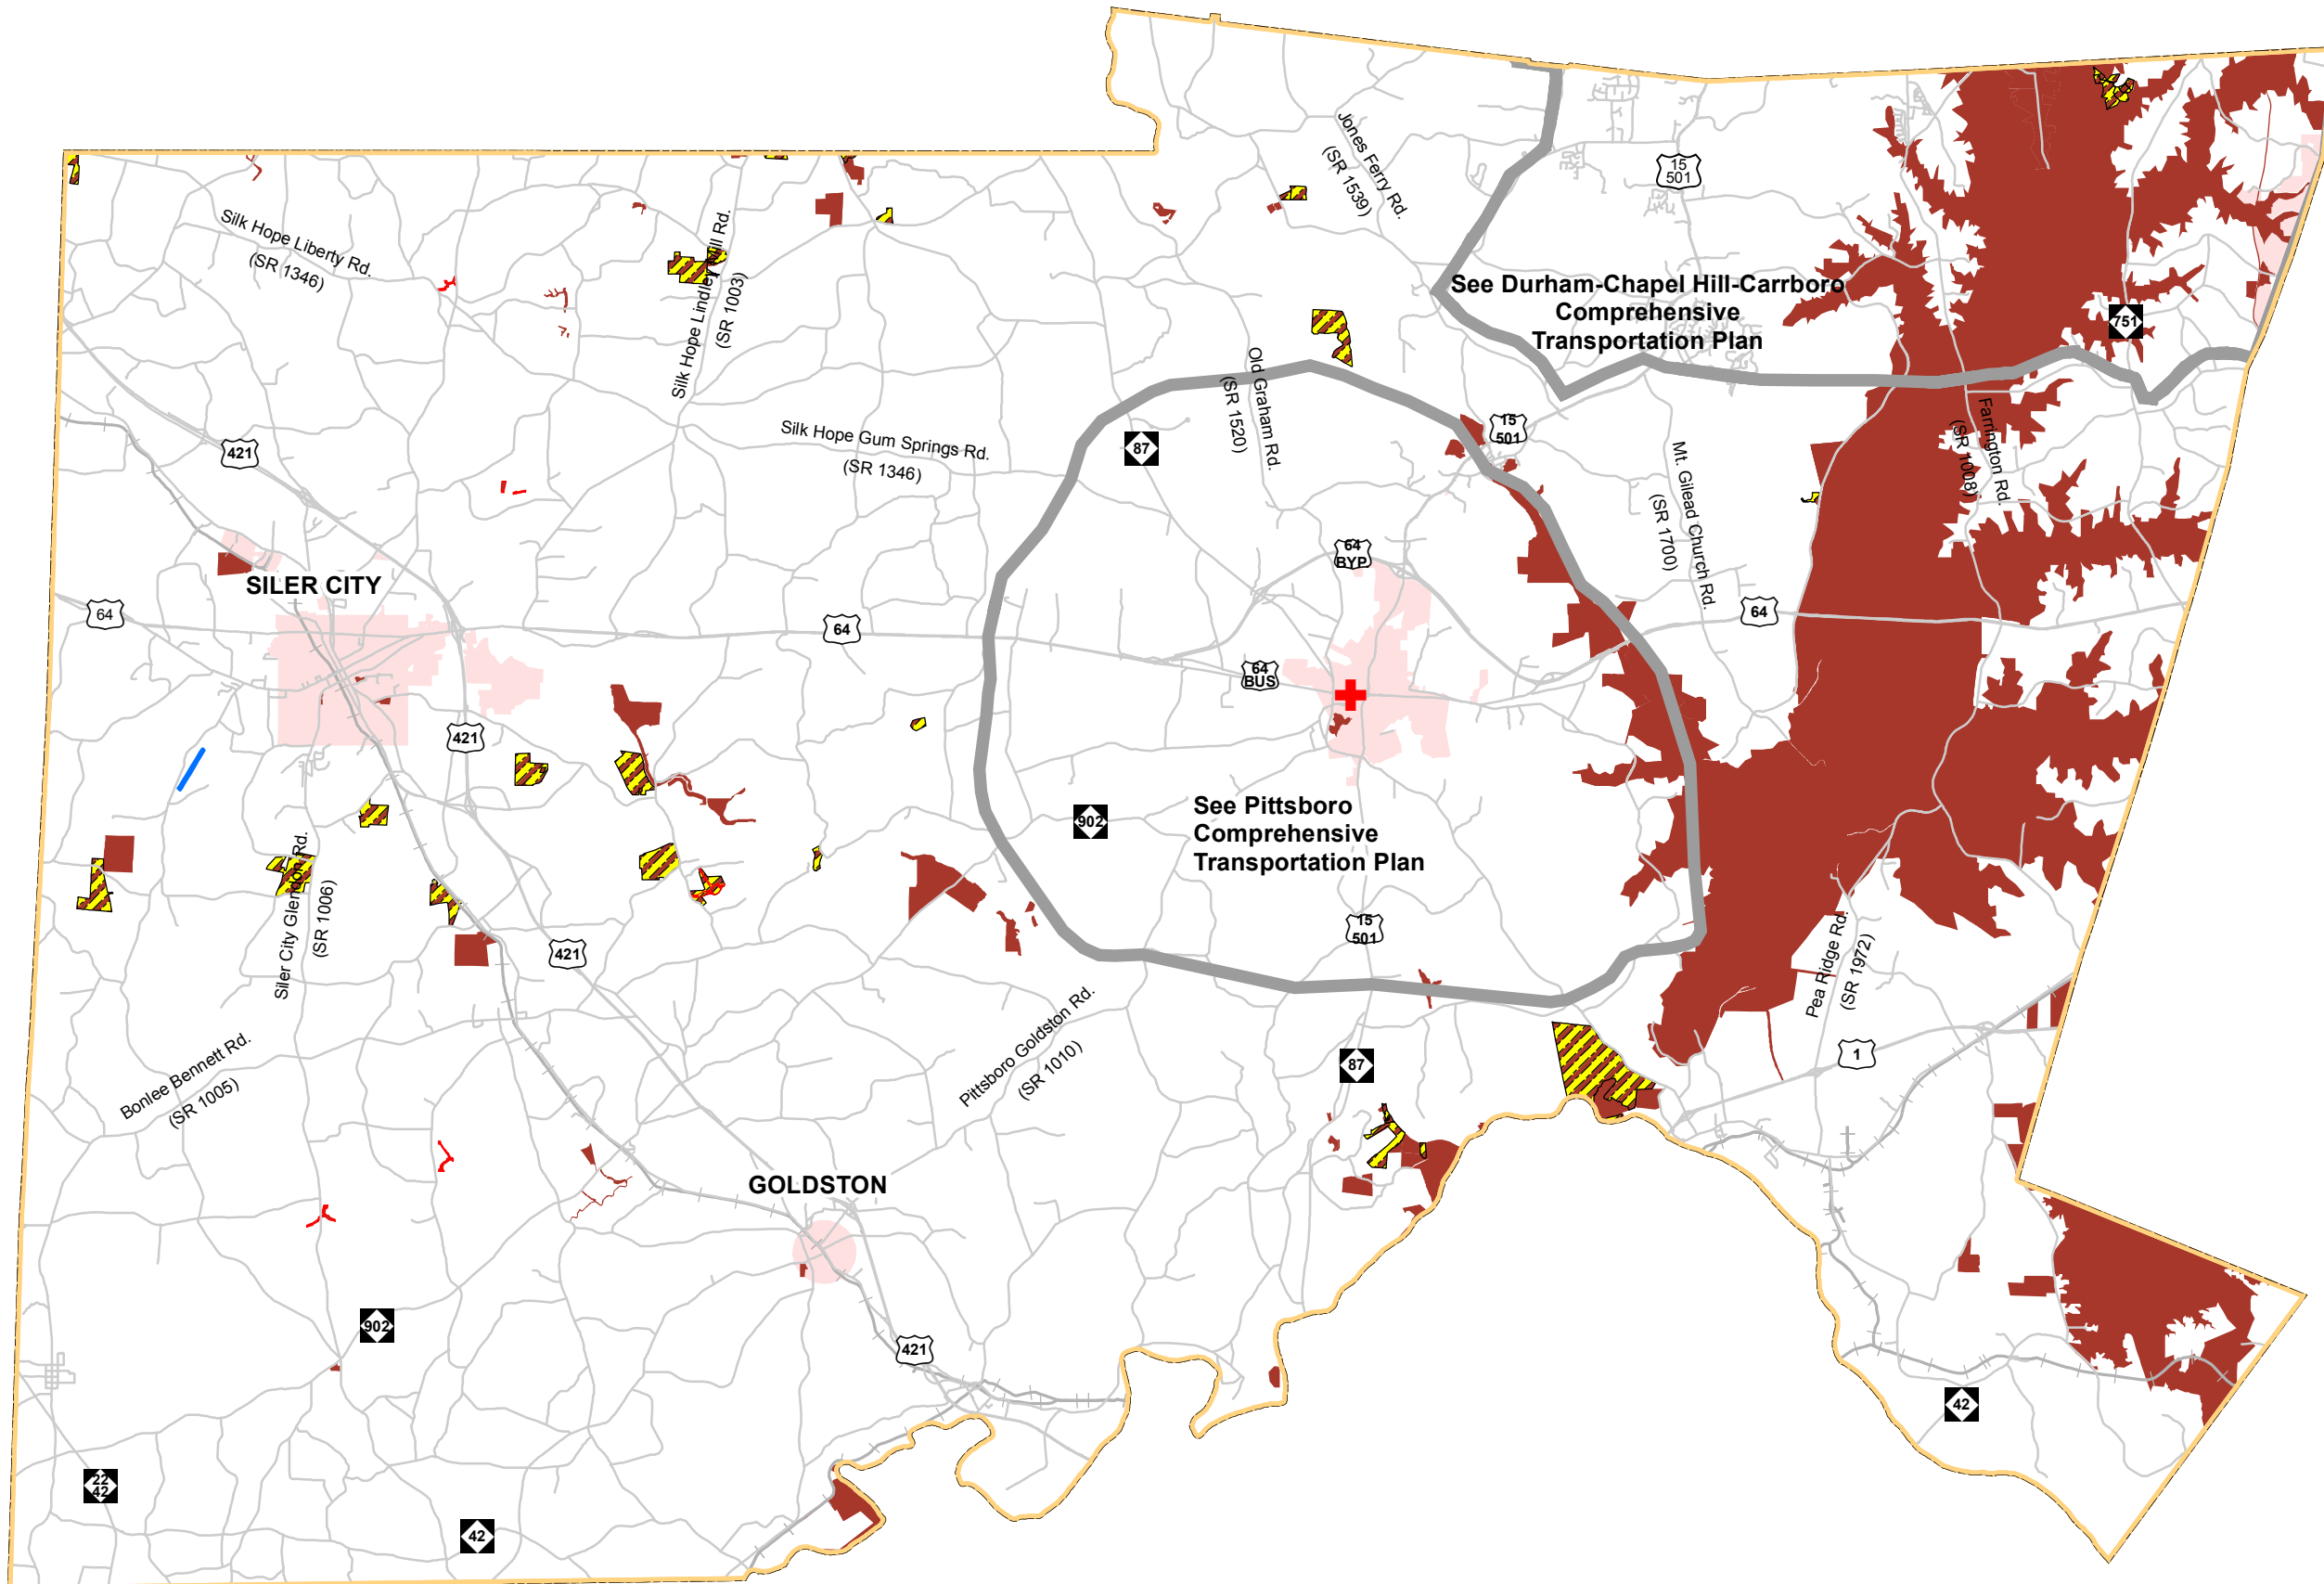 Jones Ferry Rd.
(SR 1539)
15
501
Silk Hope Liberty Rd.
(SR 1346)
Silk Hope Lindley Mill Rd.
(SR 1003)
See Durham-Chapel Hill-Carrboro
Comprehensive
Transportation Plan
751
Old Graham Rd.
(SR 1520)
Silk Hope Gum Springs Rd.
(SR 1346)
421
87
15
501
Mt. Gilead Church Rd.
(SR 1700)
Farrington Rd.
(SR 1008)
64
BYP
SILER CITY
64
64
64
64
BUS
421
902
See Pittsboro
Comprehensive
Transportation Plan
Siler City Glendon Rd.
(SR 1006)
15
501
421
Pea Ridge Rd.
(SR 1972)
Bonlee Bennett Rd.
(SR 1005)
Pittsboro Goldston Rd.
(SR 1010)
87
1
GOLDSTON
902
421
42
22
42
42